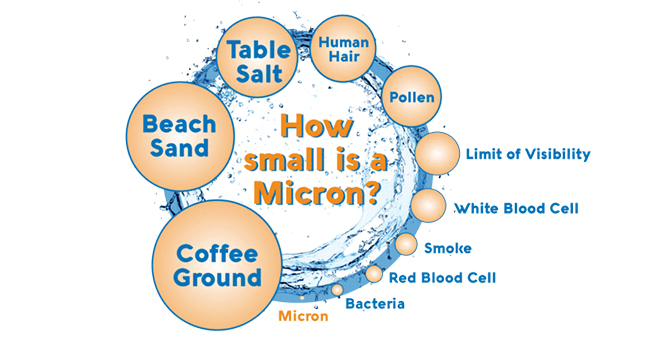 How
small is a
Micron?
Coffee
Ground
Beach
Sand
Table
Salt
Human
Hair
Pollen
Limit of Visibility
White Blood Cell
Smoke
Red Blood Cell
Bacteria
Micron